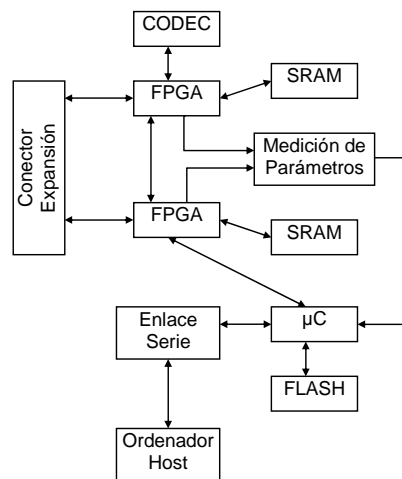 CODEC
FPGA
SRAM
Conector
Expansión
Medición de
Parámetros
FPGA
SRAM
Enlace
Serie
µC
FLASH
Ordenador
Host